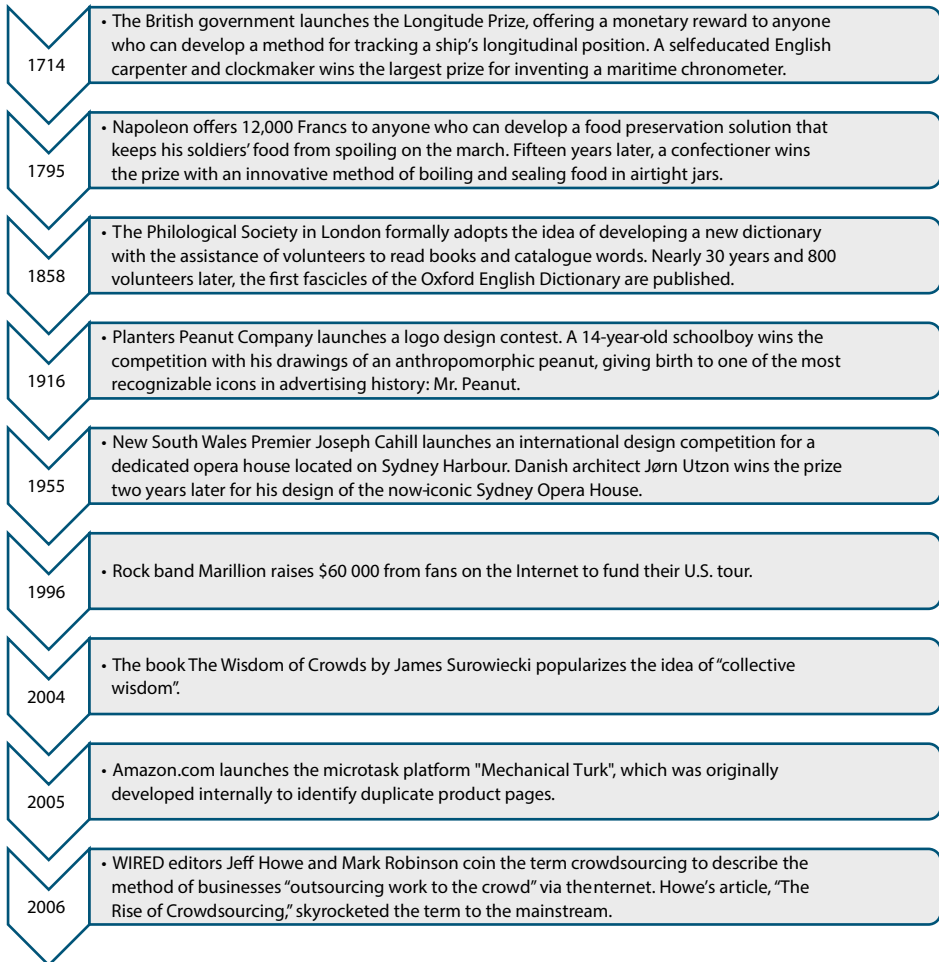 1714
• The British government launches the Longitude Prize, offering a monetary reward to anyone
who can develop a method for tracking a ship's longitudinal position. A selfeducated English
carpenter and clockmaker wins the largest prize for inventing a maritime chronometer.
1795
• Napoleon offers 12,000 Francs to anyone who can develop a food preservation solution that
keeps his soldiers' food from spoiling on the march. Fifteen years later, a confectioner wins
the prize with an innovative method of boiling and sealing food in airtight jars.
1858
• The Philological Society in London formally adopts the idea of developing a new dictionary
with the assistance of volunteers to read books and catalogue words. Nearly 30 years and 800
volunteers later, the first fascicles of the Oxford English Dictionary are published.
1916
• Planters Peanut Company launches a logo design contest. A 14-year-old schoolboy wins the
competition with his drawings of an anthropomorphic peanut, giving birth to one of the most
recognizable icons in advertising history: Mr. Peanut.
1955
• New South Wales Premier Joseph Cahill launches an international design competition for a
dedicated opera house located on Sydney Harbour. Danish architect Jørn Utzon wins the prize
two years later for his design of the now-iconic Sydney Opera House.
1996
• Rock band Marillion raises $60 000 from fans on the Internet to fund their U.S. tour.
2004
• The book The Wisdom of Crowds by James Surowiecki popularizes the idea of “collective
wisdom”.
2005
• Amazon.com launches the microtask platform "Mechanical Turk", which was originally
developed internally to identify duplicate product pages.
2006
• WIRED editors Jeff Howe and Mark Robinson coin the term crowdsourcing to describe the
method of businesses “outsourcing work to the crowd” via thenternet. Howe's article, “The
Rise of Crowdsourcing,” skyrocketed the term to the mainstream.